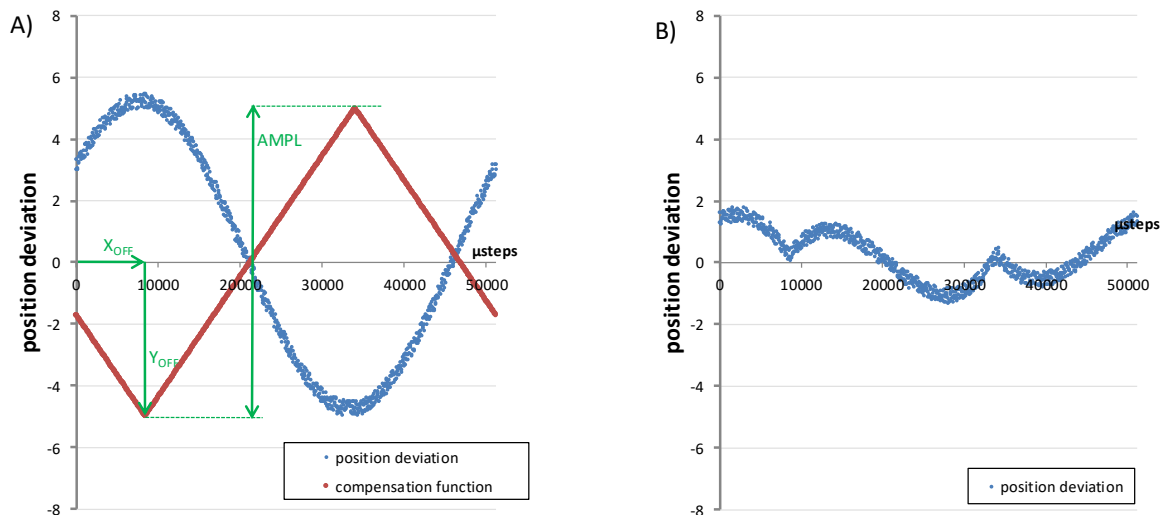 A)
8
6
4
2
0
-2
-4
-6
-8
position deviation
AMPL
X_OFF
Y_OFF
0
10000
20000
30000
40000
50000
μsteps
position deviation
compensation function
B)
8
6
4
2
0
-2
-4
-6
-8
position deviation
0
10000
20000
30000
40000
50000
μsteps
position deviation